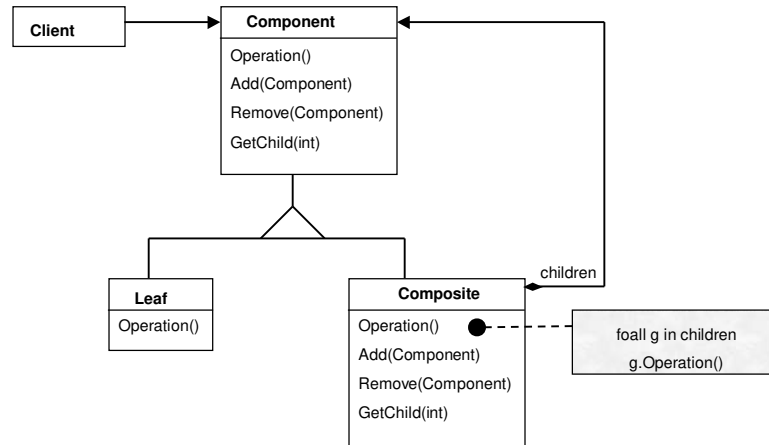 Client
Component
Operation()
Add(Component)
Remove(Component)
GetChild(int)
children
Leaf
Operation()
Composite
Operation()
Add(Component)
Remove(Component)
GetChild(int)
foall g in children
g.Operation()